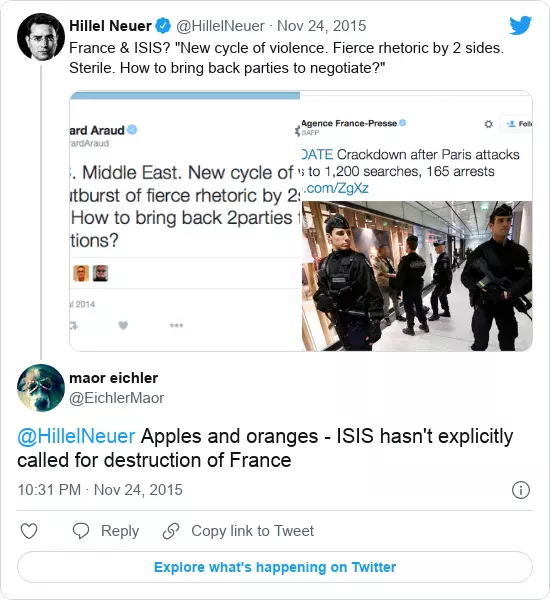 Hillel Neuer @HillelNeuer · Nov 24, 2015
France & ISIS? "New cycle of violence. Fierce rhetoric by 2 sides.
Sterile. How to bring back parties to negotiate?"
ard Araud
rardAraud
. Middle East. New cycle of
utburst of fierce rhetoric by 2
How to bring back 2parties
tions?
2014
Agence France-Presse
@AFP
Foll
DATE Crackdown after Paris attacks
to 1,200 searches, 165 arrests
.com/ZgXz
maor eichler
@EichlerMaor
@HillelNeuer Apples and oranges - ISIS hasn't explicitly
called for destruction of France
10:31 PM · Nov 24, 2015
Reply
Copy link to Tweet
Explore what's happening on Twitter